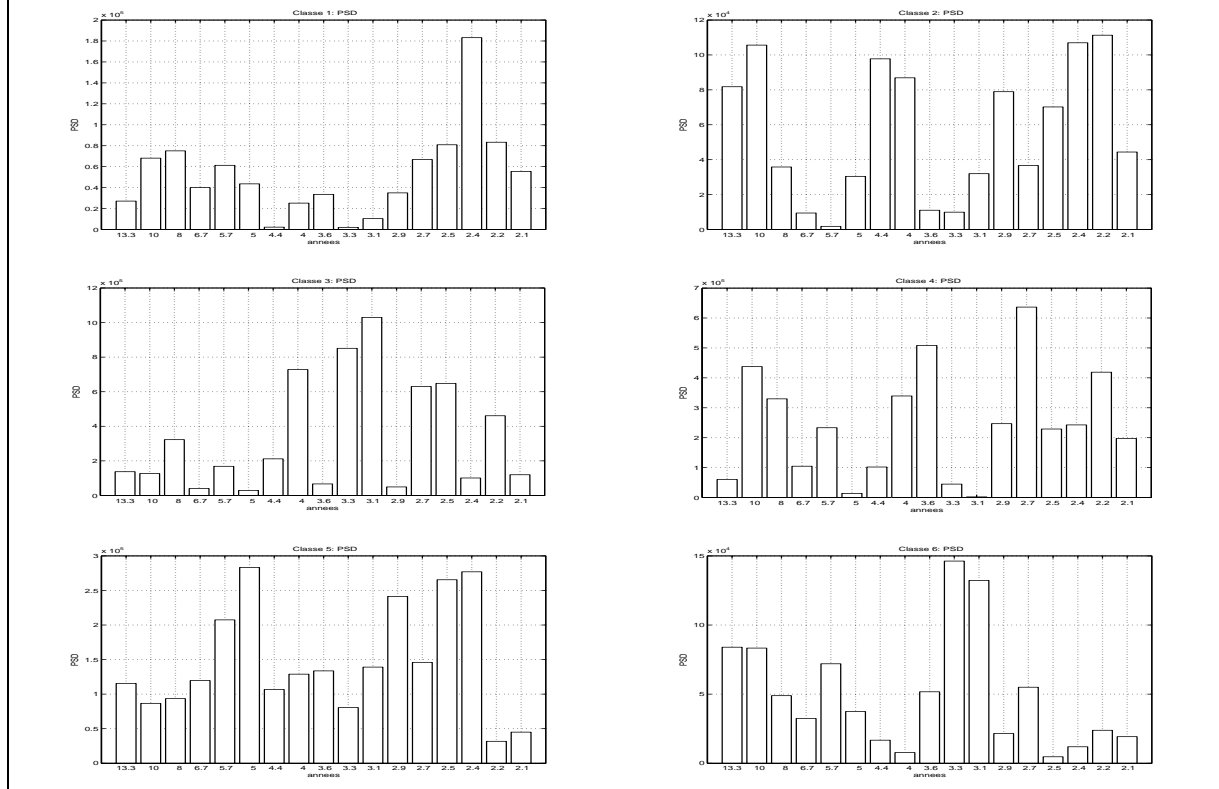 Classe 1: PSD
x
2
1.8
1.6
1.4
1.2
1
0.8
0.6
0.4
0.2
0
PSD
13.3 10 8 6.7 5.7 5 4.4 4 3.6 3.3 3.1 2.9 2.7 2.5 2.4 2.2 2.1
annees
Classe 2: PSD
x 10⁴
12
10
8
6
4
2
0
PSD
13.3 10 8 6.7 5.7 5 4.4 4 3.6 3.3 3.1 2.9 2.7 2.5 2.4 2.2 2.1
annees
Classe 3: PSD
x
12
10
8
6
4
2
0
PSD
13.3 10 8 6.7 5.7 5 4.4 4 3.6 3.3 3.1 2.9 2.7 2.5 2.4 2.2 2.1
annees
Classe 4: PSD
x
7
6
5
4
3
2
1
0
PSD
13.3 10 8 6.7 5.7 5 4.4 4 3.6 3.3 3.1 2.9 2.7 2.5 2.4 2.2 2.1
annees
Classe 5: PSD
x
3
2.5
2
1.5
1
0.5
0
PSD
13.3 10 8 6.7 5.7 5 4.4 4 3.6 3.3 3.1 2.9 2.7 2.5 2.4 2.2 2.1
annees
Classe 6: PSD
x 10⁴
15
10
5
0
PSD
13.3 10 8 6.7 5.7 5 4.4 4 3.6 3.3 3.1 2.9 2.7 2.5 2.4 2.2 2.1
annees